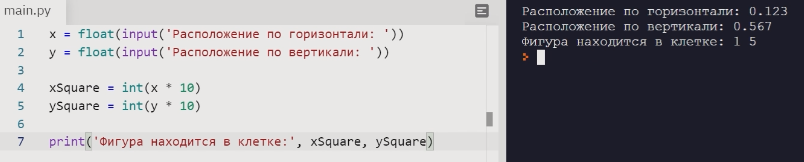 main.py
1 x = float(input('Расположение по горизонтали: '))
2 y = float(input('Расположение по вертикали: '))
3
4 xSquare = int(x * 10)
5 ySquare = int(y * 10)
6
7 print('Фигура находится в клетке:', xSquare, ySquare)
Расположение по горизонтали: 0.123
Расположение по вертикали: 0.567
Фигура находится в клетке: 1 5
>